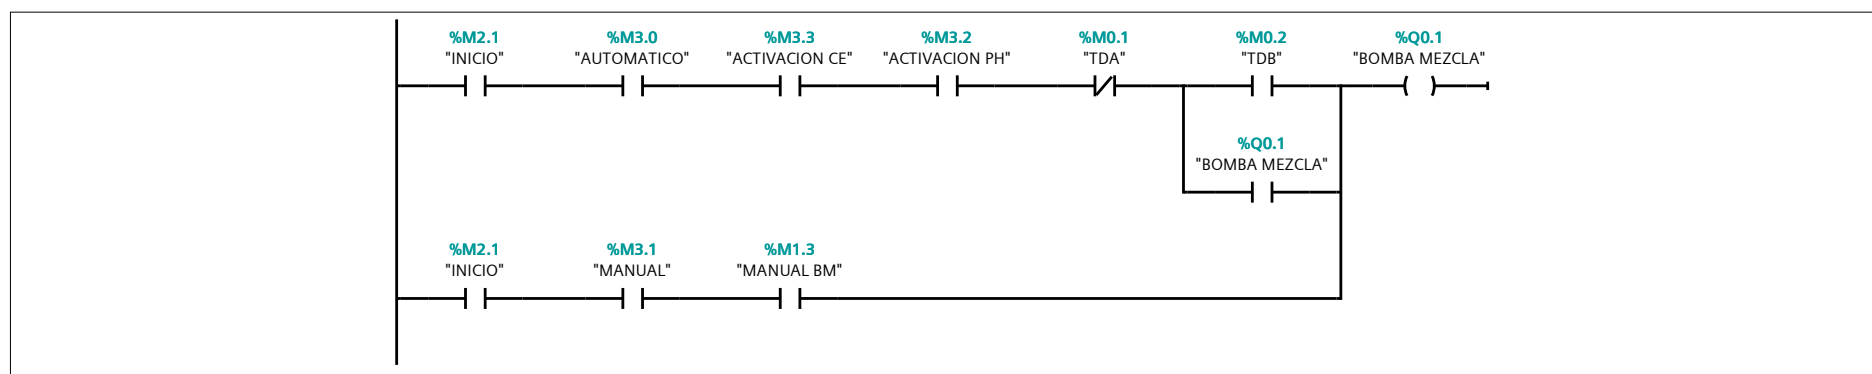 %M2.1 %M3.0 %M3.3 %M3.2 %M0.1 %M0.2 %Q0.1
"INICIO" "AUTOMATICO" "ACTIVACION CE" "ACTIVACION PH" "TDA" "TDB" "BOMBA MEZCLA"
%Q0.1
"BOMBA MEZCLA"
%M2.1 %M3.1 %M1.3
"INICIO" "MANUAL" "MANUAL BM"